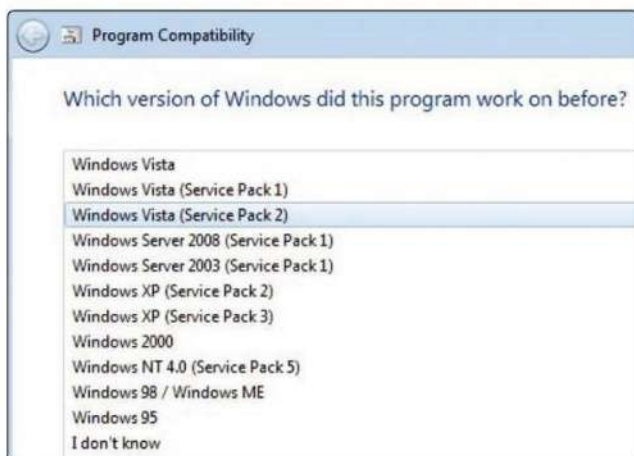 Program Compatibility
Which version of Windows did this program work on before?
Windows Vista
Windows Vista (Service Pack 1)
Windows Vista (Service Pack 2)
Windows Server 2008 (Service Pack 1)
Windows Server 2003 (Service Pack 1)
Windows XP (Service Pack 2)
Windows XP (Service Pack 3)
Windows 2000
Windows NT 4.0 (Service Pack 5)
Windows 98 / Windows ME
Windows 95
I don't know